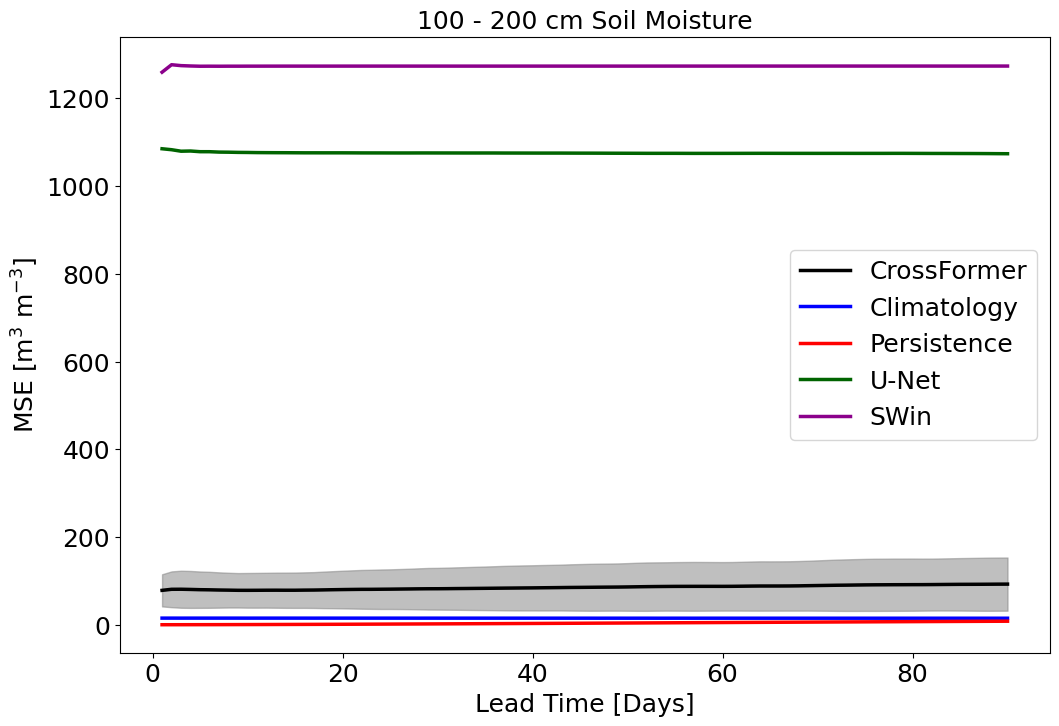 100 - 200 cm Soil Moisture
MSE [m³ m⁻³]
1200
1000
800
600
400
200
0
CrossFormer
Climatology
Persistence
U-Net
SWin
0 20 40 60 80
Lead Time [Days]